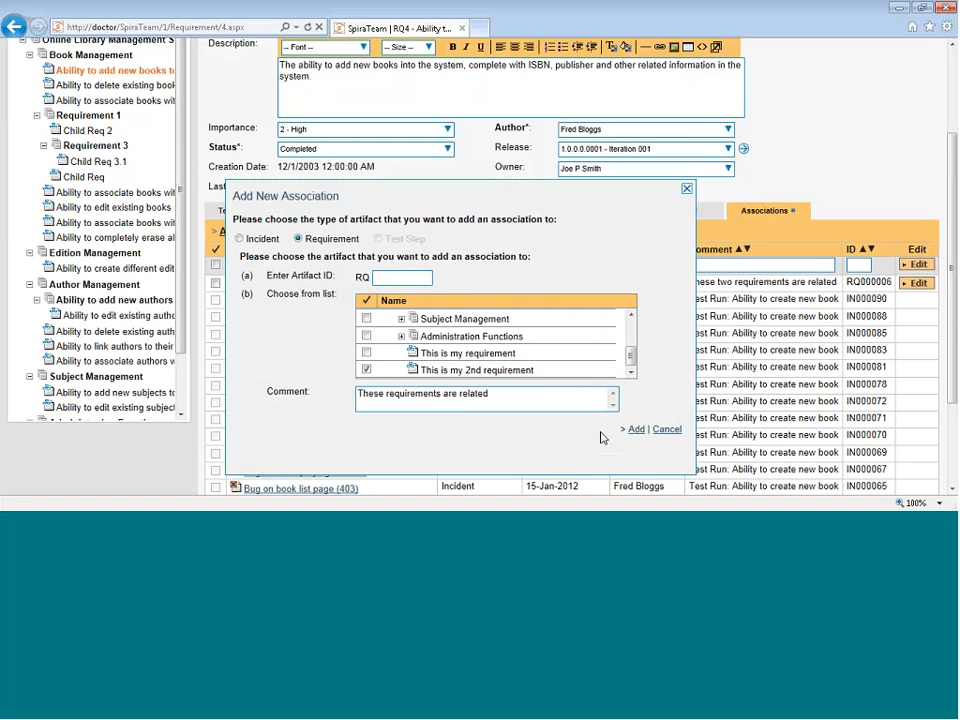 http://doctor/SpiraTeam/1/Requirement/4.aspx
SpiraTeam | RQ4 - Ability t...
Online Library Management S
Book Management
Ability to add new books to
Ability to delete existing book
Ability to associate books wit
Requirement 1
Child Req 2
Requirement 3
Child Req 3.1
Child Req
Ability to associate books wit
Ability to edit existing books
Ability to associate books wit
Ability to completely erase al
Edition Management
Ability to create different edit
Author Management
Ability to add new authors
Ability to edit existing autho
Ability to delete existing autho
Ability to link authors to their
Ability to associate authors w
Subject Management
Ability to add new subjects to
Ability to edit existing subject
Description:
-- Font --
-- Size --
B I U
The ability to add new books into the system, complete with ISBN, publisher and other related information in the
system.
Importance:
2 - High
Author*:
Fred Bloggs
Status*:
Completed
Release:
1.0.0.0.0001 - Iteration 001
Creation Date:
12/1/2003 12:00:00 AM
Owner:
Joe P Smith
Add New Association
Please choose the type of artifact that you want to add an association to:
Incident
Requirement
Test Step
Please choose the artifact that you want to add an association to:
(a) Enter Artifact ID:
RQ
(b) Choose from list:
Name
Subject Management
Administration Functions
This is my requirement
This is my 2nd requirement
Comment:
These requirements are related
> Add | Cancel
Associations
omment
ID
Edit
Edit
hese two requirements are related
RQ000006
Edit
Test Run: Ability to create new book
IN000090
Test Run: Ability to create new book
IN000088
Test Run: Ability to create new book
IN000085
Test Run: Ability to create new book
IN000083
Test Run: Ability to create new book
IN000081
Test Run: Ability to create new book
IN000078
Test Run: Ability to create new book
IN000072
Test Run: Ability to create new book
IN000071
Test Run: Ability to create new book
IN000070
Test Run: Ability to create new book
IN000069
Test Run: Ability to create new book
IN000067
Bug on book list page (403)
Incident
15-Jan-2012
Fred Bloggs
Test Run: Ability to create new book
IN000065
100%